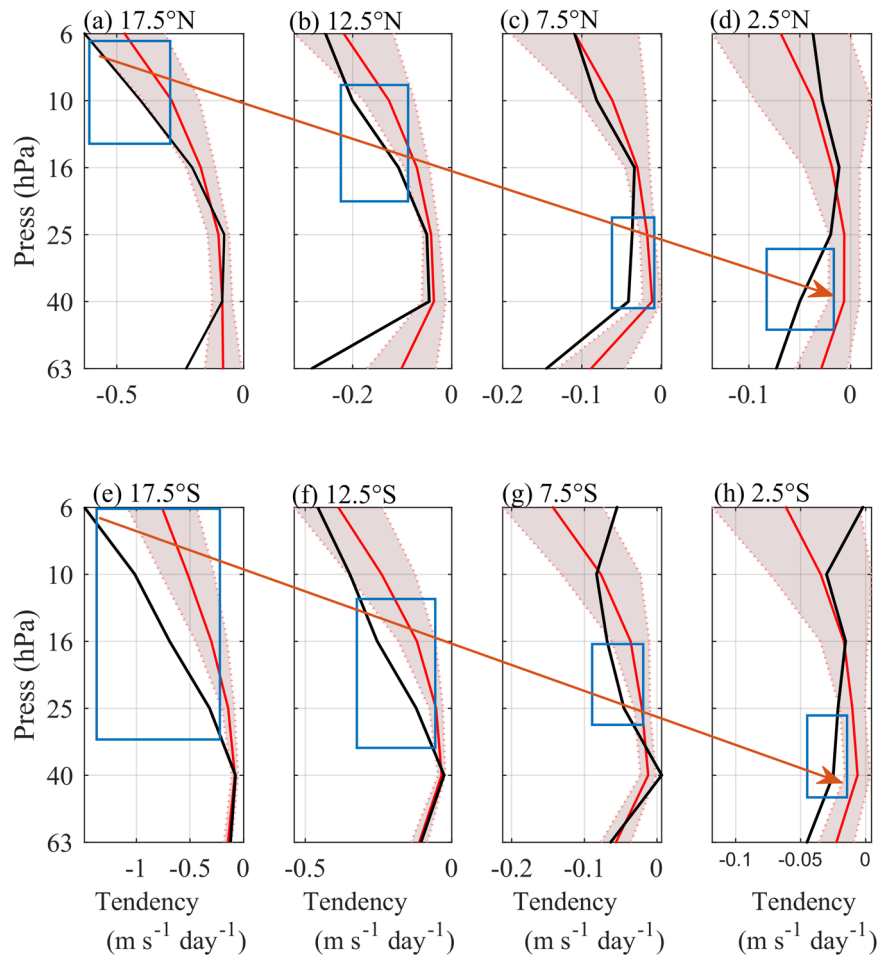 (a) 17.5°N (b) 12.5°N (c) 7.5°N (d) 2.5°N
6
10
16
25
40
63
Press (hPa)
-0.5 0 -0.2 0 -0.2 -0.1 0 -0.1 0
(e) 17.5°S (f) 12.5°S (g) 7.5°S (h) 2.5°S
6
10
16
25
40
63
Press (hPa)
-1 -0.5 0 -0.5 0 -0.2 -0.1 0 -0.1 -0.05 0
Tendency Tendency Tendency Tendency
(m s⁻¹ day⁻¹) (m s⁻¹ day⁻¹) (m s⁻¹ day⁻¹) (m s⁻¹ day⁻¹)